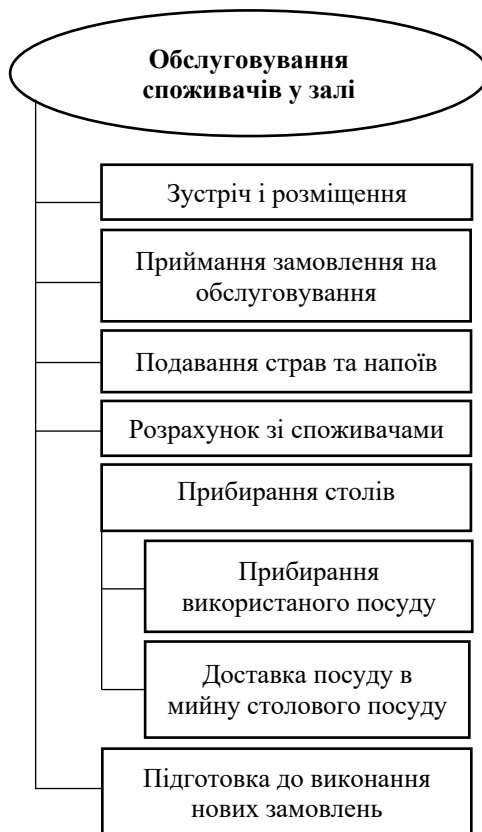 Обслуговування
споживачів у залі
Зустріч і розміщення
Приймання замовлення на
обслуговування
Подавання страв та напоїв
Розрахунок зі споживачами
Прибирання столів
Прибирання
використаного посуду
Доставка посуду в
мийну столового посуду
Підготовка до виконання
нових замовлень